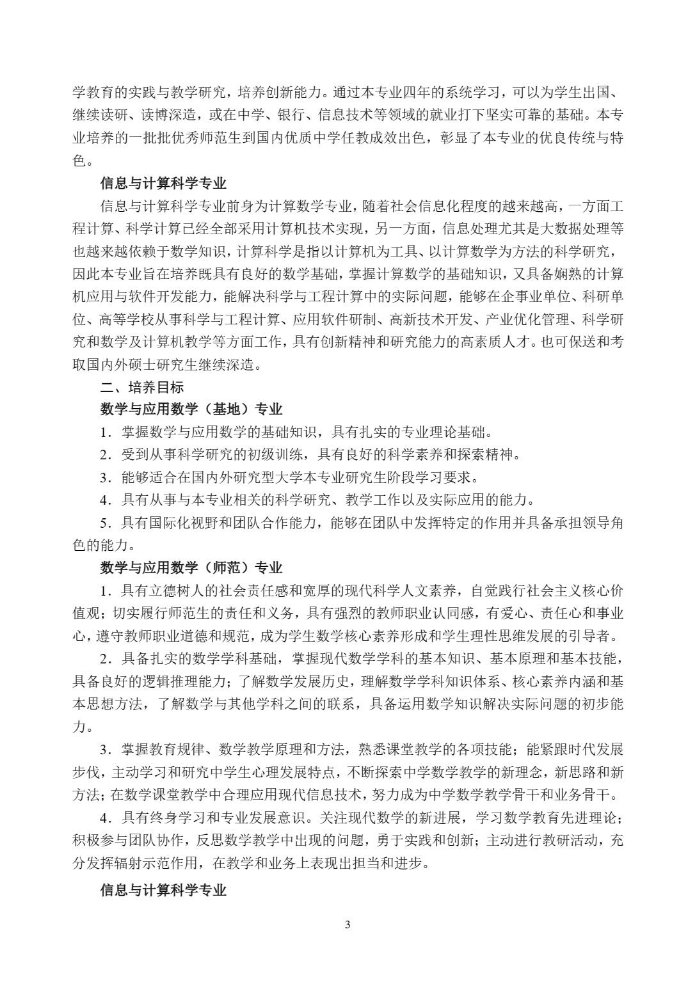 学教育的实践与教学研究，培养创新能力。通过本专业四年的系统学习，可以为学生出国、
继续读研、读博深造，或在中学、银行、信息技术等领域的就业打下坚实可靠的基础。本专
业培养的一批批优秀师范生到国内优质中学任教成效出色，彰显了本专业的优良传统与特
色。
信息与计算科学专业
信息与计算科学专业前身为计算数学专业，随着社会信息化程度的越来越高，一方面工
程计算、科学计算已经全部采用计算机技术实现，另一方面，信息处理尤其是大数据处理等
也越来越依赖于数学知识，计算科学是指以计算机为工具、以计算数学为方法的科学研究，
因此本专业旨在培养既具有良好的数学基础，掌握计算数学的基础知识，又具备娴熟的计算
机应用与软件开发能力，能解决科学与工程计算中的实际问题，能够在企事业单位、科研单
位、高等学校从事科学与工程计算、应用软件研制、高新技术开发、产业优化管理、科学研
究和数学及计算机教学等方面工作，具有创新精神和研究能力的高素质人才。也可保送和考
取国内外硕士研究生继续深造。
二、培养目标
数学与应用数学（基地）专业
1．掌握数学与应用数学的基础知识，具有扎实的专业理论基础。
2．受到从事科学研究的初级训练，具有良好的科学素养和探索精神。
3．能够适合在国内外研究型大学本专业研究生阶段学习要求。
4．具有从事与本专业相关的科学研究、教学工作以及实际应用的能力。
5．具有国际化视野和团队合作能力，能够在团队中发挥特定的作用并具备承担领导角
色的能力。
数学与应用数学（师范）专业
1．具有立德树人的社会责任感和宽厚的现代科学人文素养，自觉践行社会主义核心价
值观；切实履行师范生的责任和义务，具有强烈的教师职业认同感，有爱心、责任心和事业
心，遵守教师职业道德和规范，成为学生数学核心素养形成和学生理性思维发展的引导者。
2．具备扎实的数学学科基础，掌握现代数学学科的基本知识、基本原理和基本技能，
具备良好的逻辑推理能力；了解数学发展历史，理解数学学科知识体系、核心素养内涵和基
本思想方法，了解数学与其他学科之间的联系，具备运用数学知识解决实际问题的初步能
力。
3．掌握教育规律、数学教学原理和方法，熟悉课堂教学的各项技能；能紧跟时代发展
步伐，主动学习和研究中学生心理发展特点，不断探索中学数学教学的新理念，新思路和新
方法；在数学课堂教学中合理应用现代信息技术，努力成为中学数学教学骨干和业务骨干。
4．具有终身学习和专业发展意识。关注现代数学的新进展，学习数学教育先进理论；
积极参与团队协作，反思数学教学中出现的问题，勇于实践和创新；主动进行教研活动，充
分发挥辐射示范作用，在教学和业务上表现出担当和进步。
信息与计算科学专业
3